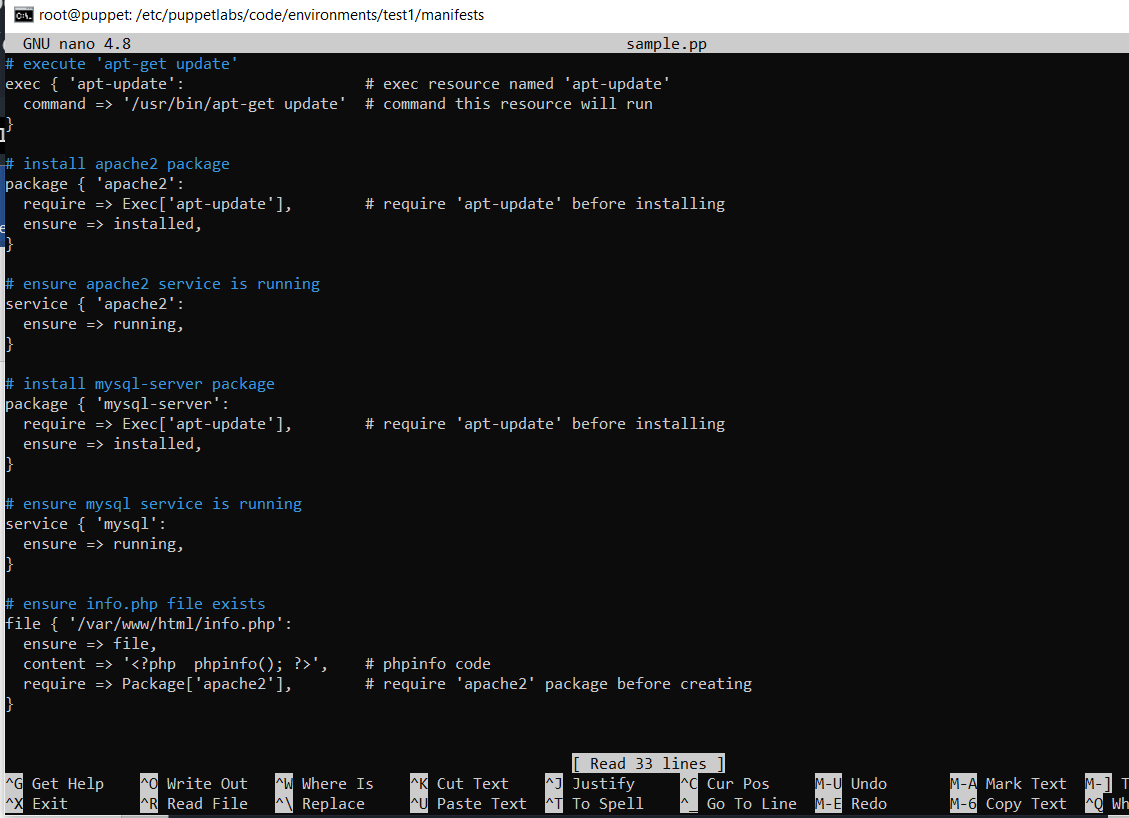 root@puppet: /etc/puppetlabs/code/environments/test1/manifests
GNU nano 4.8                                                       sample.pp
# execute 'apt-get update'
exec { 'apt-update':                    # exec resource named 'apt-update'
  command => '/usr/bin/apt-get update'  # command this resource will run
}

# install apache2 package
package { 'apache2':
  require => Exec['apt-update'],        # require 'apt-update' before installing
  ensure => installed,
}

# ensure apache2 service is running
service { 'apache2':
  ensure => running,
}

# install mysql-server package
package { 'mysql-server':
  require => Exec['apt-update'],        # require 'apt-update' before installing
  ensure => installed,
}

# ensure mysql service is running
service { 'mysql':
  ensure => running,
}

# ensure info.php file exists
file { '/var/www/html/info.php':
  ensure => file,
  content => '<?php  phpinfo(); ?>',    # phpinfo code
  require => Package['apache2'],        # require 'apache2' package before creating
}

[ Read 33 lines ]
^G Get Help    ^O Write Out   ^W Where Is    ^K Cut Text    ^J Justify     ^C Cur Pos     M-U Undo       M-A Mark Text  M-]
^X Exit        ^R Read File   ^\ Replace     ^U Paste Text  ^T To Spell    ^_ Go To Line  M-E Redo       M-6 Copy Text  ^Q